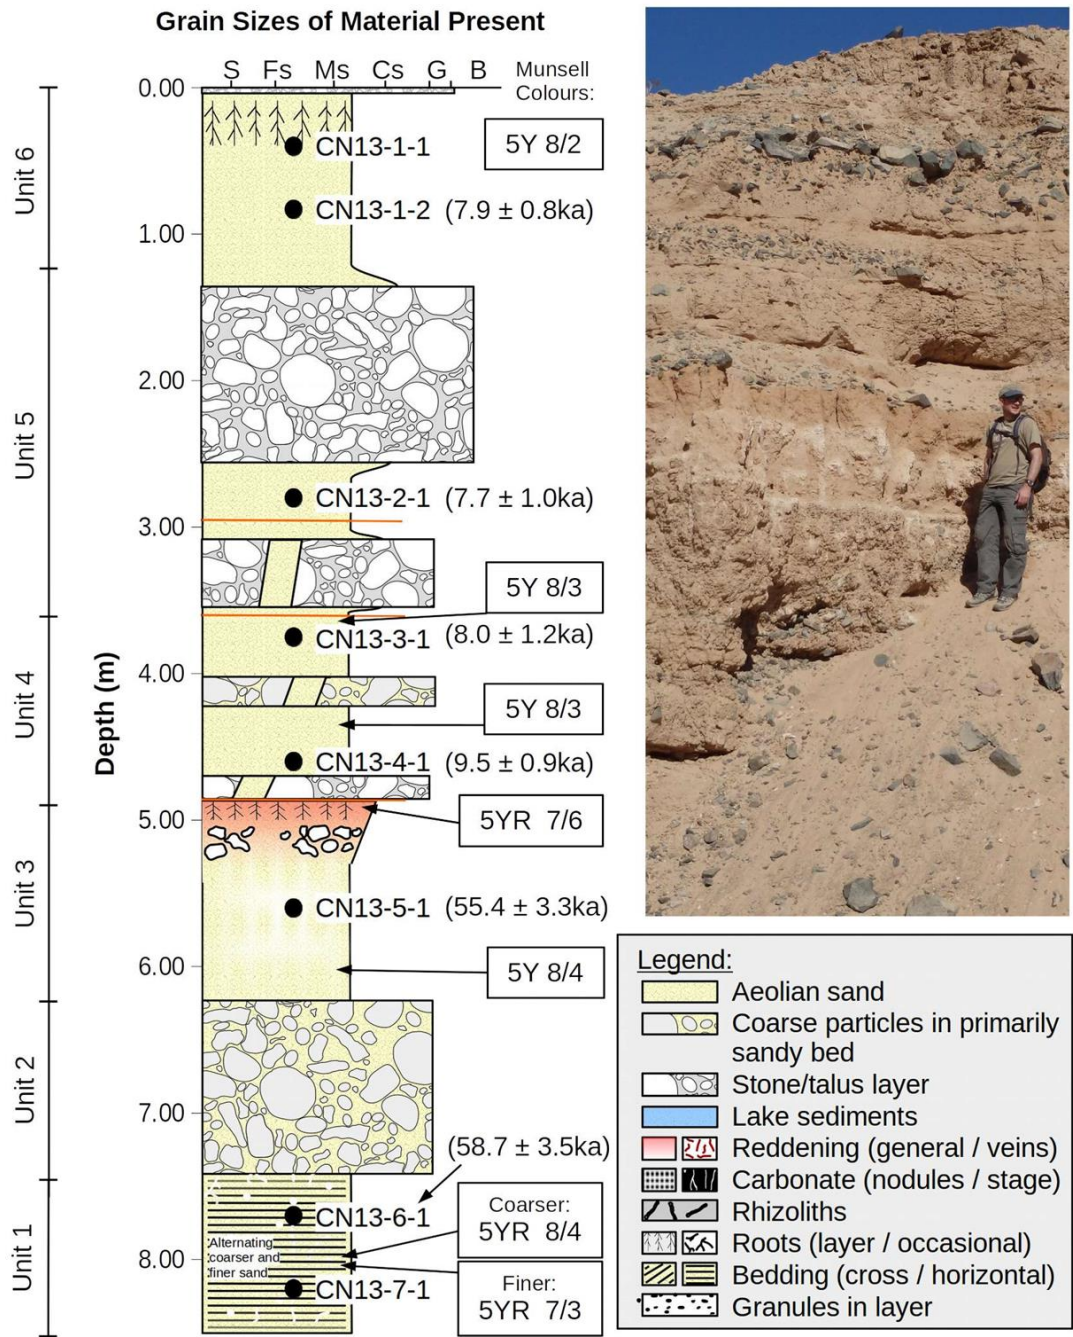 Grain Sizes of Material Present
S Fs Ms Cs G B
Munsell
Colours:
0.00
5Y 8/2
CN13-1-1
Unit 6
CN13-1-2 (7.9 ± 0.8ka)
1.00
2.00
Unit 5
CN13-2-1 (7.7 ± 1.0ka)
3.00
5Y 8/3
CN13-3-1 (8.0 ± 1.2ka)
4.00
Depth (m)
Unit 4
5Y 8/3
CN13-4-1 (9.5 ± 0.9ka)
5.00
5YR 7/6
Unit 3
CN13-5-1 (55.4 ± 3.3ka)
6.00
5Y 8/4
Unit 2
7.00
(58.7 ± 3.5ka)
CN13-6-1
Coarser:
5YR 8/4
Unit 1
Alternating
coarser and
finer sand
8.00
CN13-7-1
Finer:
5YR 7/3
Legend:
Aeolian sand
Coarse particles in primarily
sandy bed
Stone/talus layer
Lake sediments
Reddening (general / veins)
Carbonate (nodules / stage)
Rhizoliths
Roots (layer / occasional)
Bedding (cross / horizontal)
Granules in layer